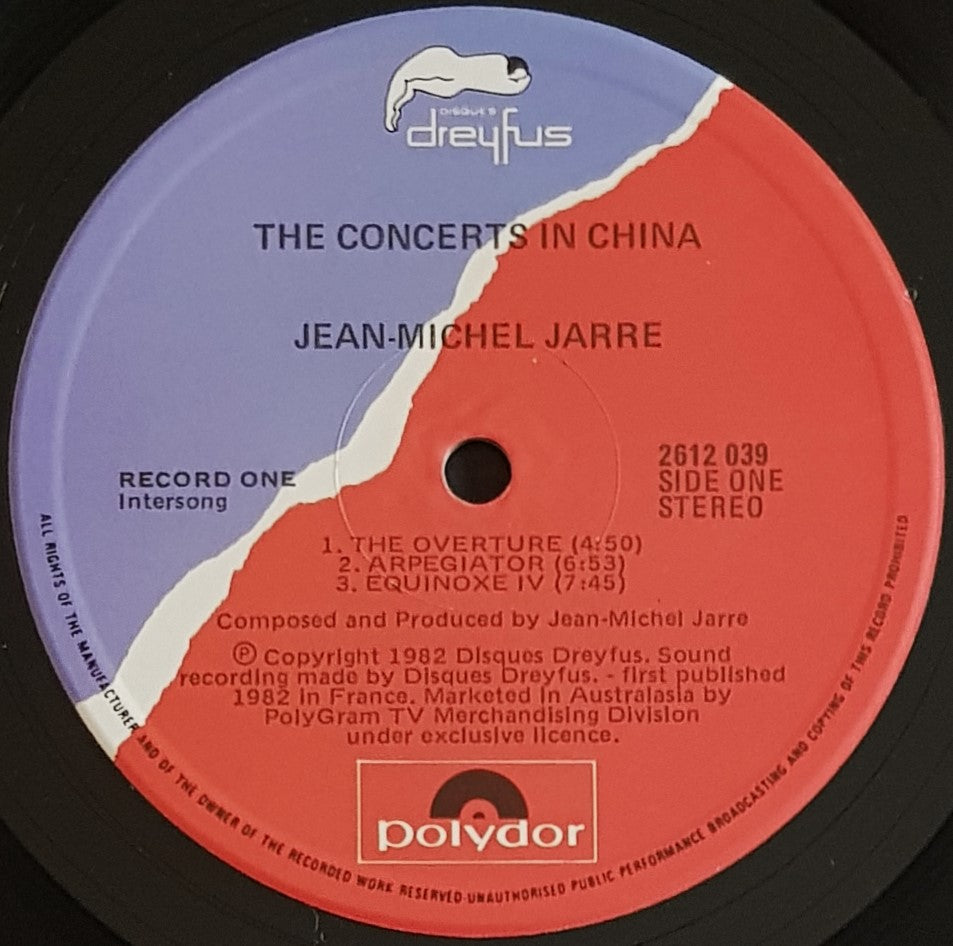 DISQUES
dreyfus
THE CONCERTS IN CHINA
JEAN-MICHEL JARRE
RECORD ONE
Intersong
2612 039
SIDE ONE
STEREO
1. THE OVERTURE (4:50)
2. ARPEGIATOR (6:53)
3. EQUINOXE IV (7:45)
Composed and Produced by Jean-Michel Jarre
Ⓟ Copyright 1982 Disques Dreyfus. Sound
recording made by Disques Dreyfus. - first published
1982 in France. Marketed in Australasia by
PolyGram TV Merchandising Division
under exclusive licence.
polydor
ALL RIGHTS OF THE MANUFACTURER AND OF THE OWNER OF THE RECORDED WORK RESERVED-UNAUTHORISED PUBLIC PERFORMANCE BROADCASTING AND COPYING OF THIS RECORD PROHIBITED